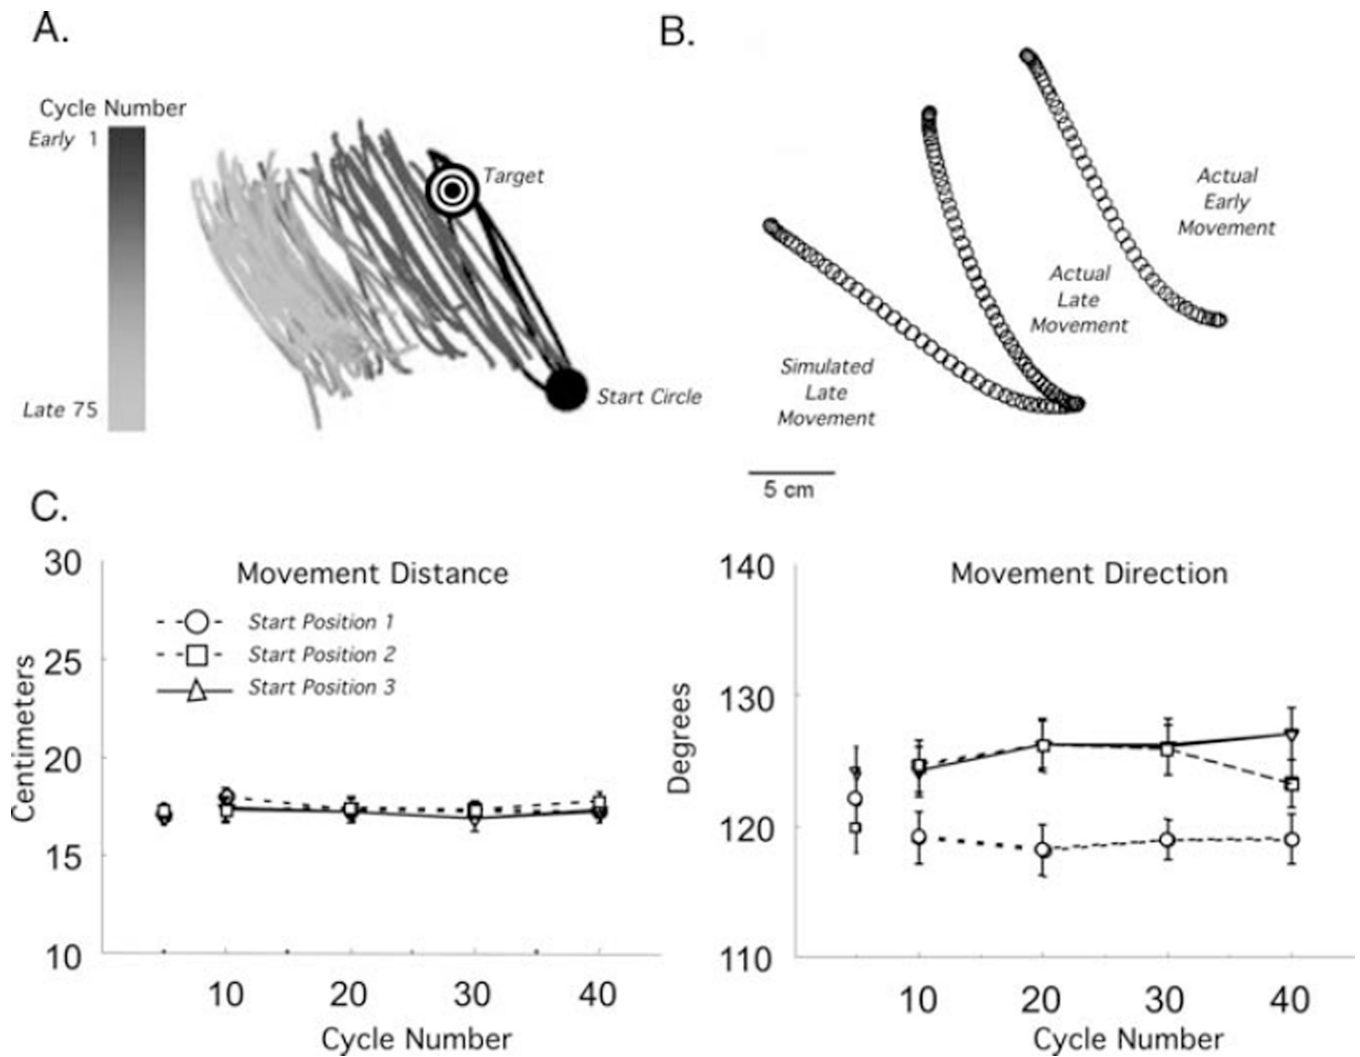 A.
B.
Cycle Number
Early 1
Late 75
Target
Start Circle
Actual
Early
Movement
Actual
Late
Movement
Simulated
Late
Movement
5 cm
C.
Movement Distance
Start Position 1
Start Position 2
Start Position 3
Centimeters
30
25
20
15
10
10 20 30 40
Cycle Number
Movement Direction
Degrees
140
130
120
110
10 20 30 40
Cycle Number